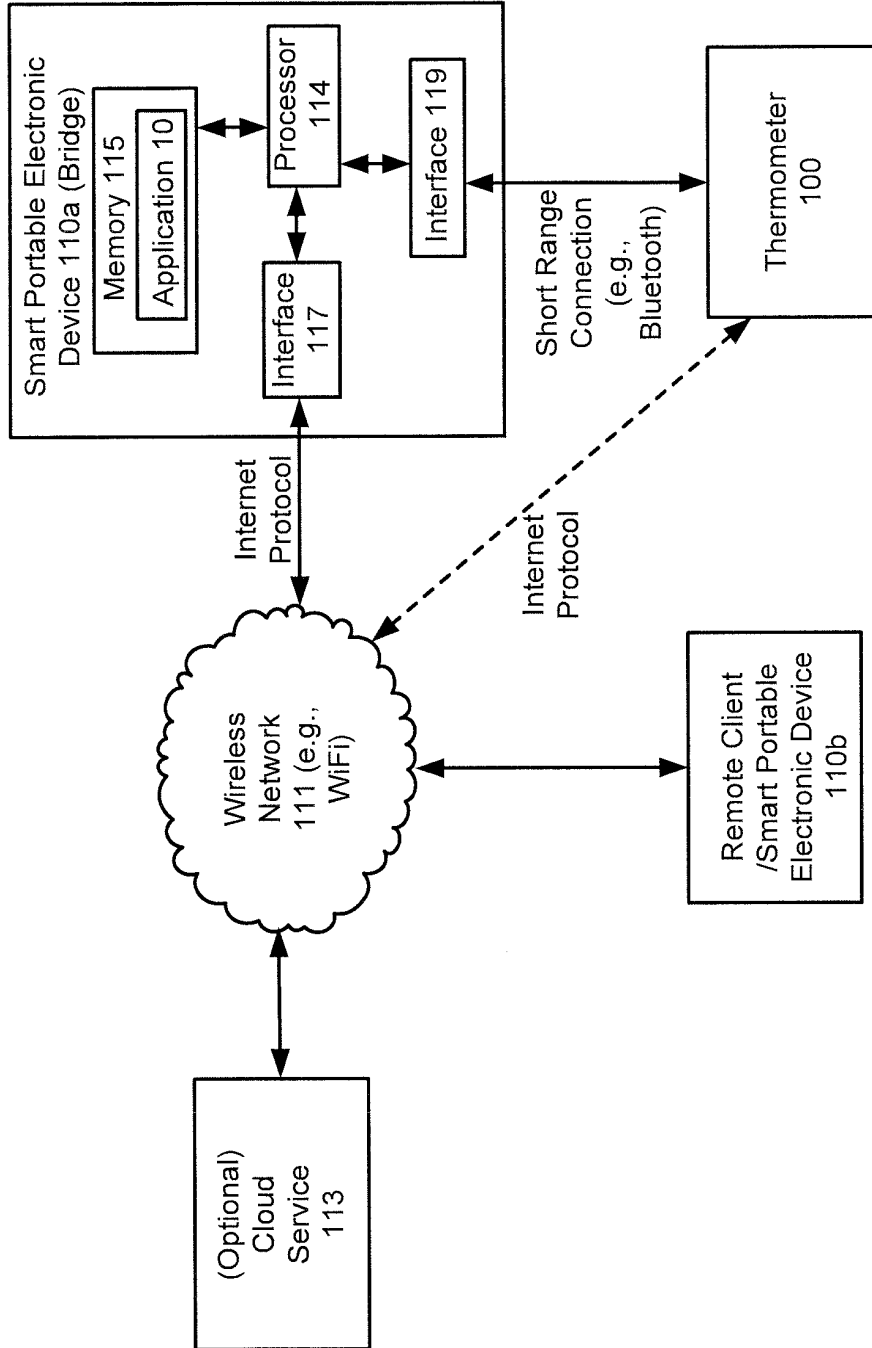 (Optional)
Cloud
Service
113
Wireless
Network
111 (e.g.,
WiFi)
Internet
Protocol
Smart Portable Electronic
Device 110a (Bridge)
Memory 115
Application 10
Processor
114
Interface
117
Interface 119
Short Range
Connection
(e.g.,
Bluetooth)
Internet
Protocol
Remote Client
/Smart Portable
Electronic Device
110b
Thermometer
100